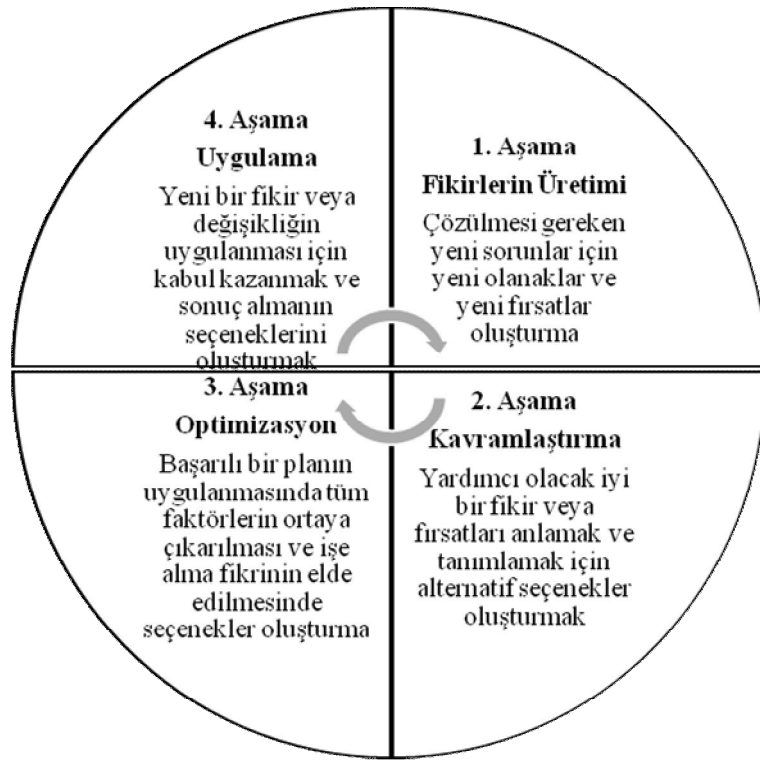 4. Aşama
Uygulama
Yeni bir fikir veya
değişikliğin
uygulanması için
kabul kazanmak ve
sonuç almanın
seçeneklerini
oluşturmak
1. Aşama
Fikirlerin Üretimi
Çözülmesi gereken
yeni sorunlar için
yeni olanaklar ve
yeni fırsatlar
oluşturma
3. Aşama
Optimizasyon
Başarılı bir planın
uygulanmasında tüm
faktörlerin ortaya
çıkarılması ve işe
alma fikrinin elde
edilmesinde
seçenekler oluşturma
2. Aşama
Kavramlaştırma
Yardımcı olacak iyi
bir fikir veya
fırsatları anlamak ve
tanımlamak için
alternatif seçenekler
oluşturmak